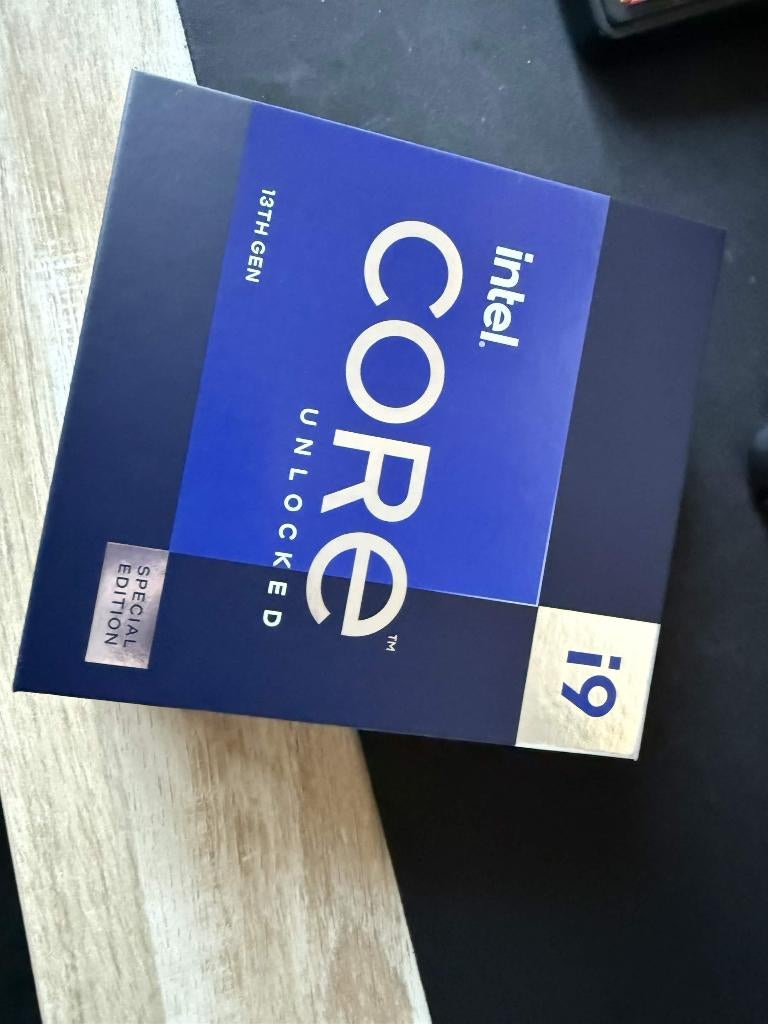 i9
intel.
CORe™
UNLOCKED
13TH GEN
SPECIAL
EDITION